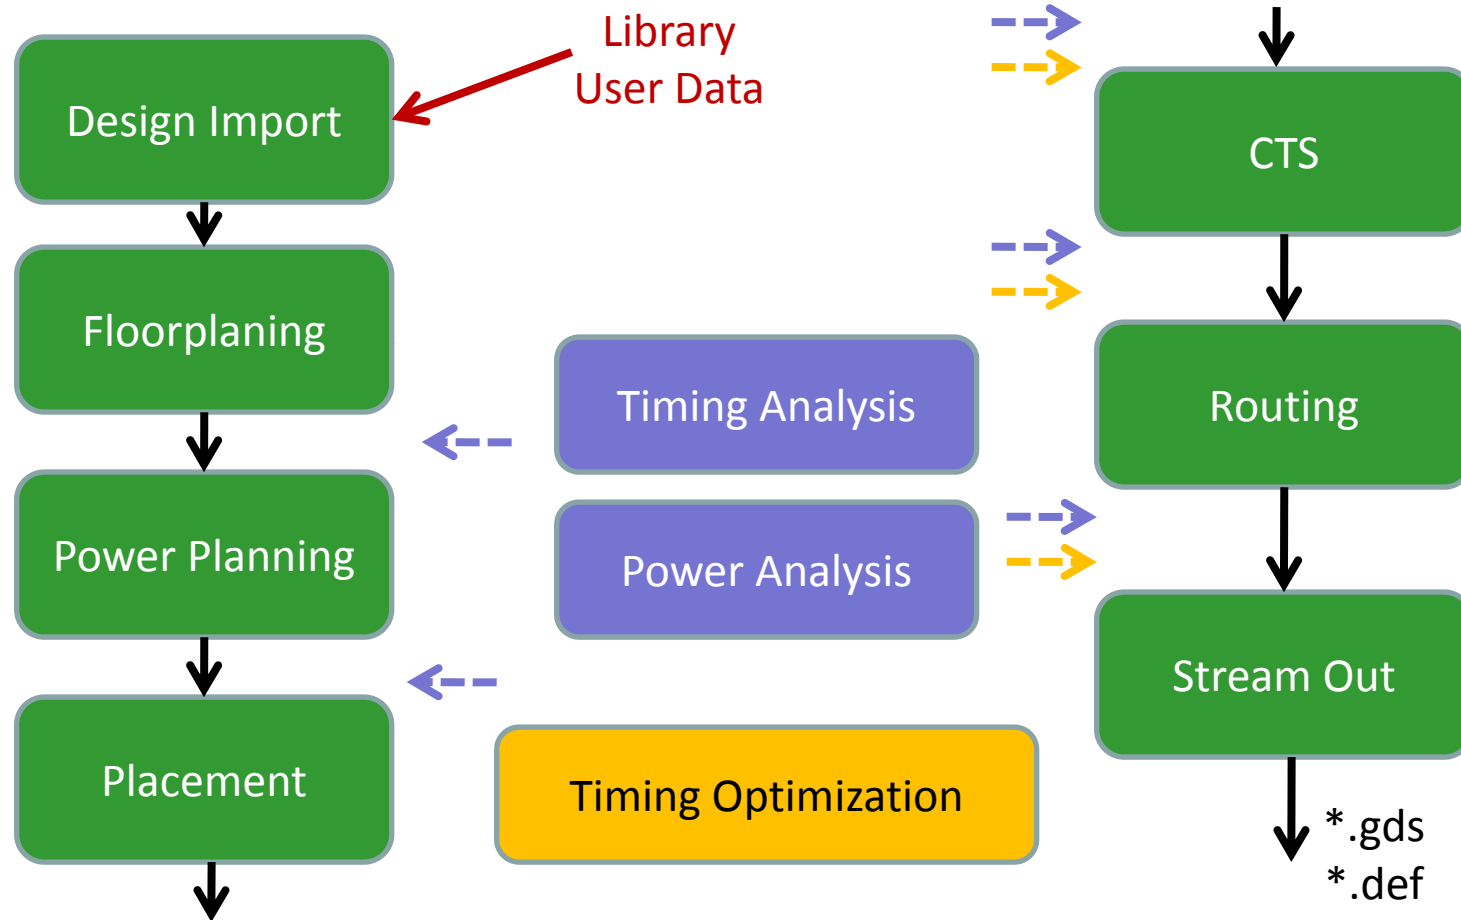 Library
User Data
Design Import
Floorplaning
Power Planning
Placement
Timing Analysis
Power Analysis
Timing Optimization
CTS
Routing
Stream Out
*.gds
*.def